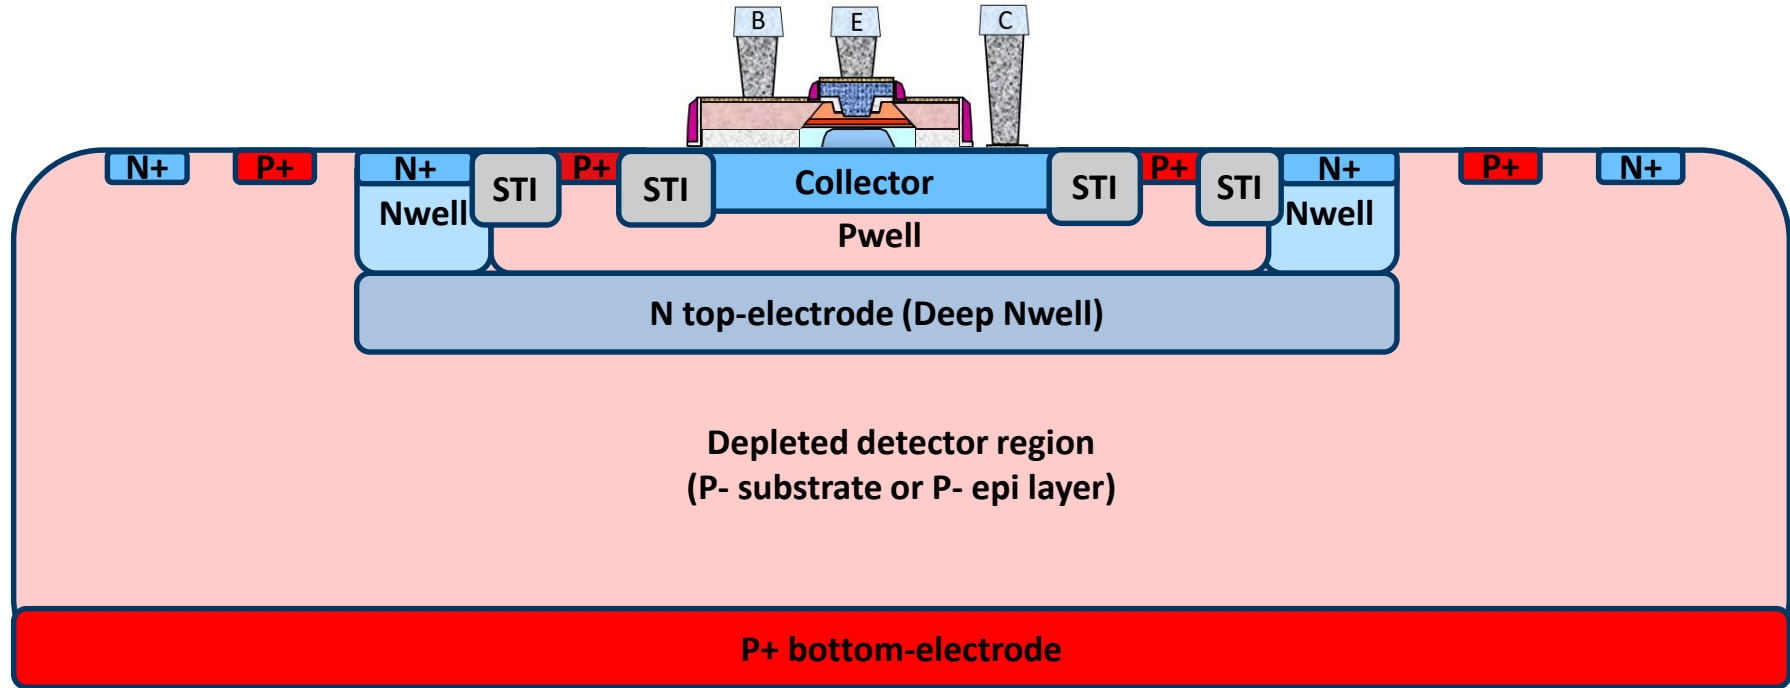 B E C
N+ P+ N+ STI P+ STI Collector STI P+ STI N+ P+ N+
Nwell Pwell Nwell
N top-electrode (Deep Nwell)
Depleted detector region
(P- substrate or P- epi layer)
P+ bottom-electrode